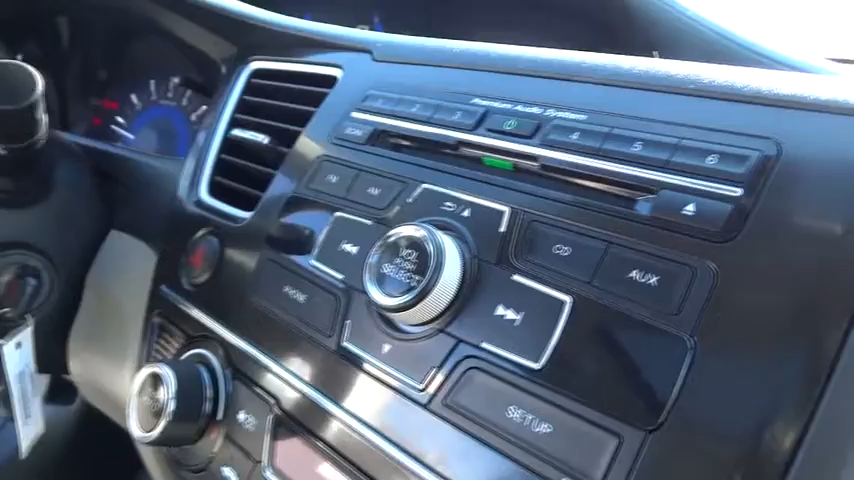 Premium Audio System
SCAN
1 2 3 4 5 6
FM AM
CD AUX
VOL
PUSH
SELECT
PHONE
SETUP